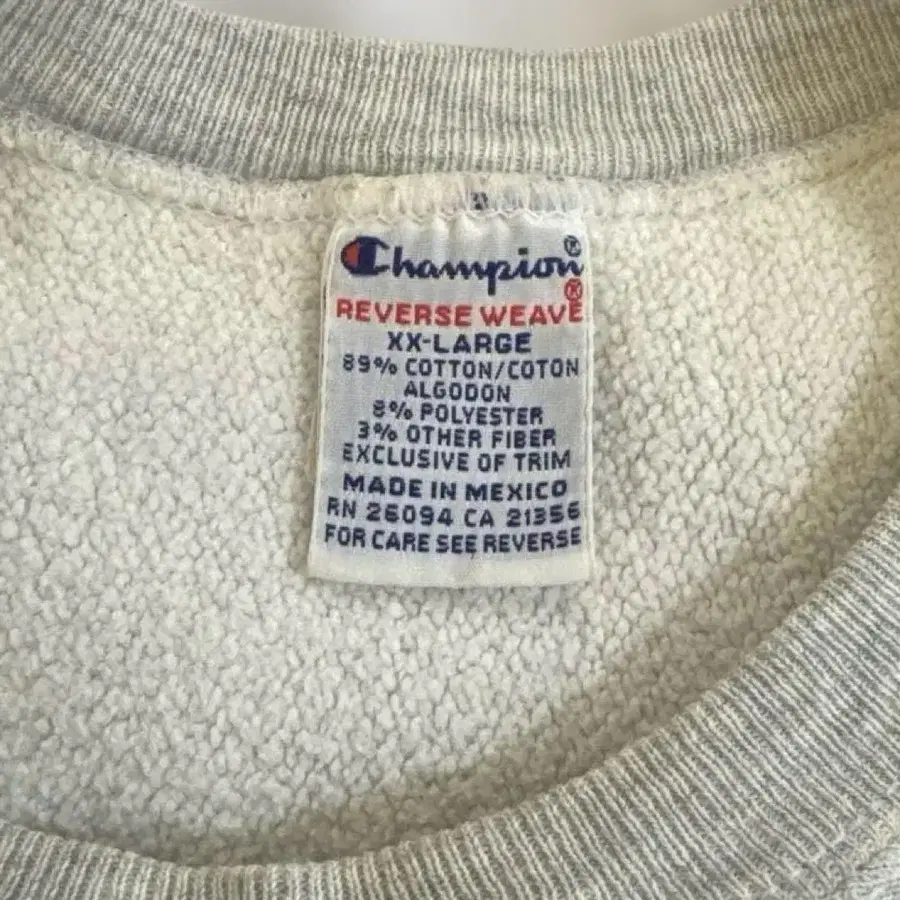 Champion®
REVERSE WEAVE®
XX-LARGE
89% COTTON/COTON
ALGODON
8% POLYESTER
3% OTHER FIBER
EXCLUSIVE OF TRIM
MADE IN MEXICO
RN 26094 CA 21356
FOR CARE SEE REVERSE